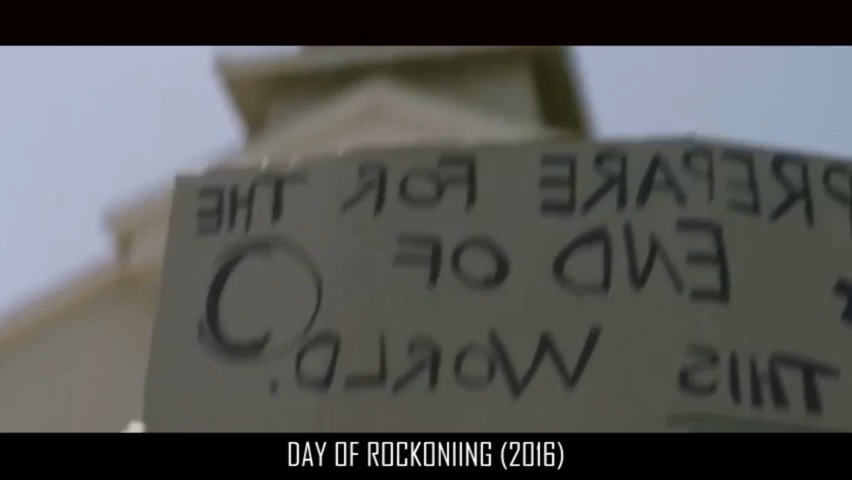 PREPARE FOR THE
END OF
WORLD.
THIS
DAY OF ROCKONIING (2016)